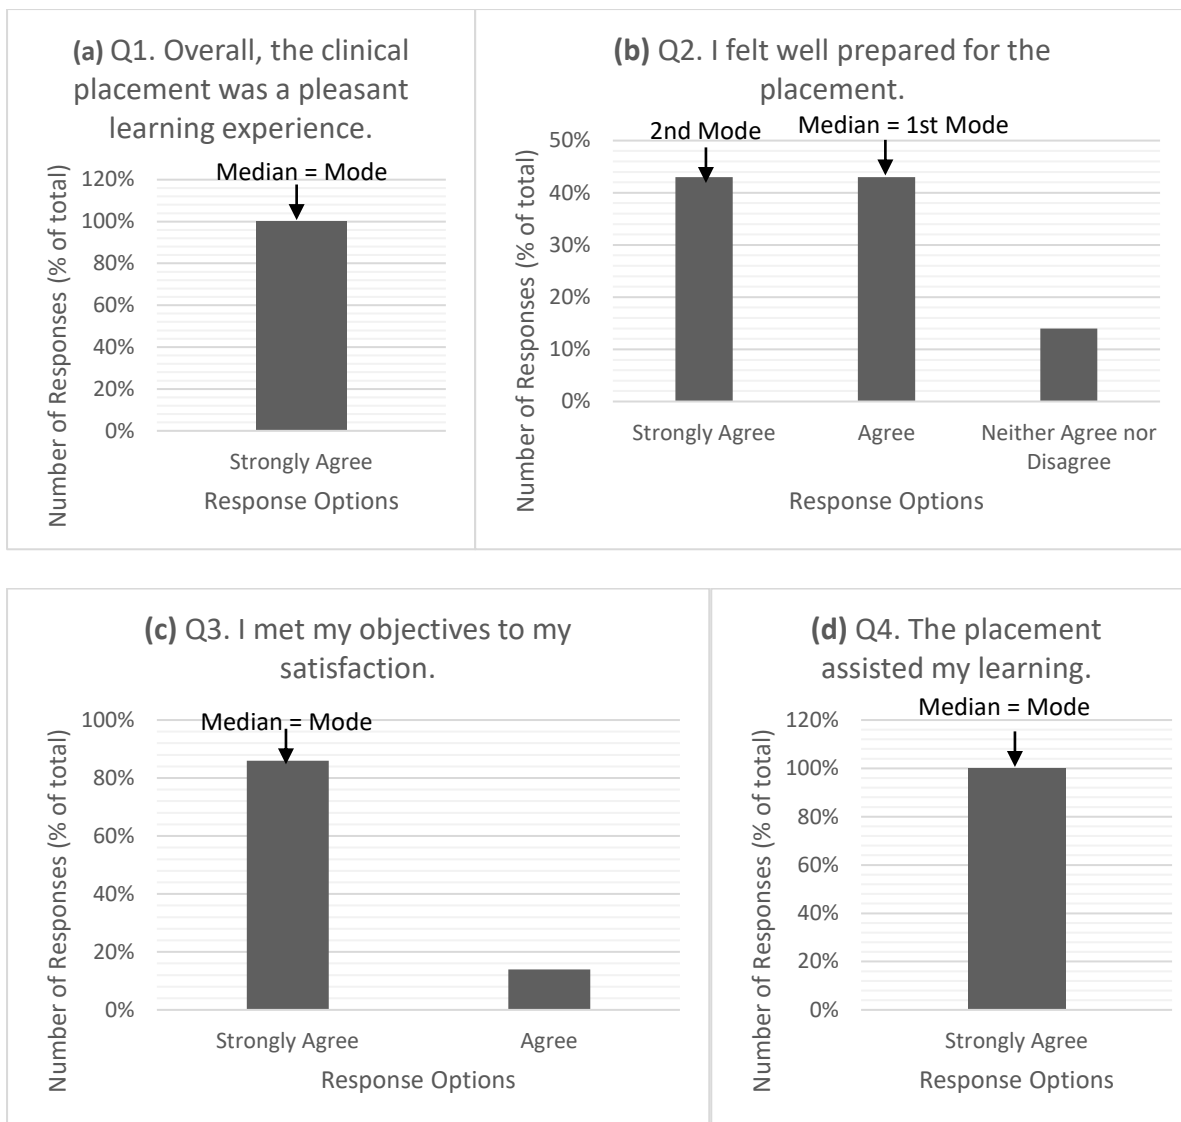 (a) Q1. Overall, the clinical
placement was a pleasant
learning experience.
Median = Mode
Number of Responses (% of total)
120%
100%
80%
60%
40%
20%
0%
Strongly Agree
Response Options
(b) Q2. I felt well prepared for the
placement.
2nd Mode
Median = 1st Mode
Number of Responses (% of total)
50%
40%
30%
20%
10%
0%
Strongly Agree
Agree
Neither Agree nor
Disagree
Response Options
(c) Q3. I met my objectives to my
satisfaction.
Median = Mode
Number of Responses (% of total)
100%
80%
60%
40%
20%
0%
Strongly Agree
Agree
Response Options
(d) Q4. The placement
assisted my learning.
Median = Mode
Number of Responses (% of total)
120%
100%
80%
60%
40%
20%
0%
Strongly Agree
Response Options